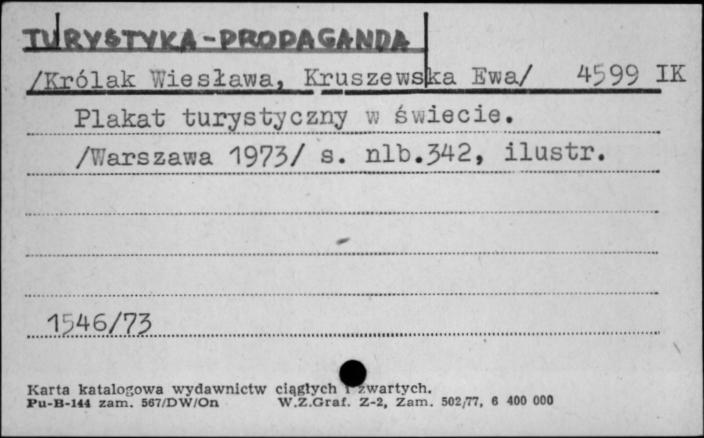 TURYSTYKA-PROPAGANDA
/Królak Wiesława, Kruszewska Ewa/ 4599 IK
Plakat turystyczny w świecie.
/Warszawa 1973/ s. nlb.342, ilustr.
1546/73
Karta katalogowa wydawnictw ciągłych i zwartych.
Pu-B-144 zam. 567/DW/On W.Z.Graf. Z-2, Zam. 502/77, 6 400 000